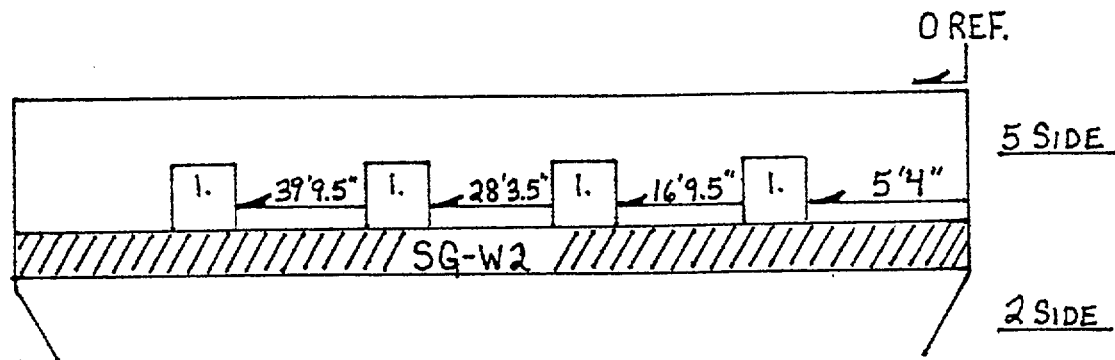 0 REF.
5 SIDE
1. 39'9.5" 1. 28'3.5" 1. 16'9.5" 1. 5'4"
SG-W2
2 SIDE